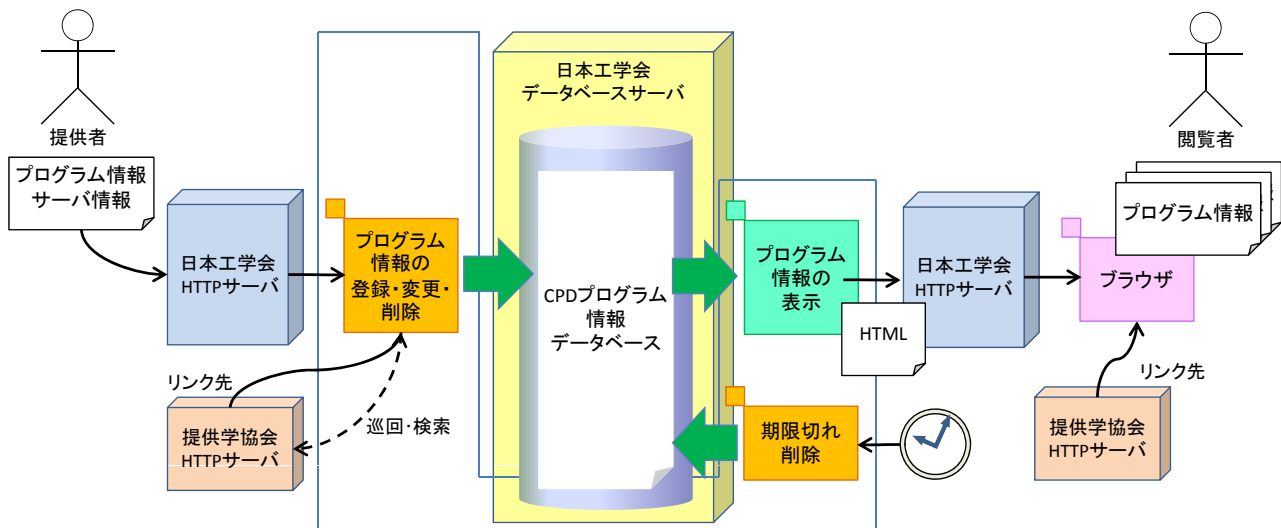 提供者
プログラム情報
サーバ情報
日本工学会
HTTPサーバ
プログラム
情報の
登録・変更・
削除
リンク先
巡回・検索
提供学協会
HTTPサーバ
日本工学会
データベースサーバ
CPDプログラム
情報
データベース
プログラム
情報の
表示
HTML
期限切れ
削除
日本工学会
HTTPサーバ
閲覧者
プログラム情報
ブラウザ
リンク先
提供学協会
HTTPサーバ